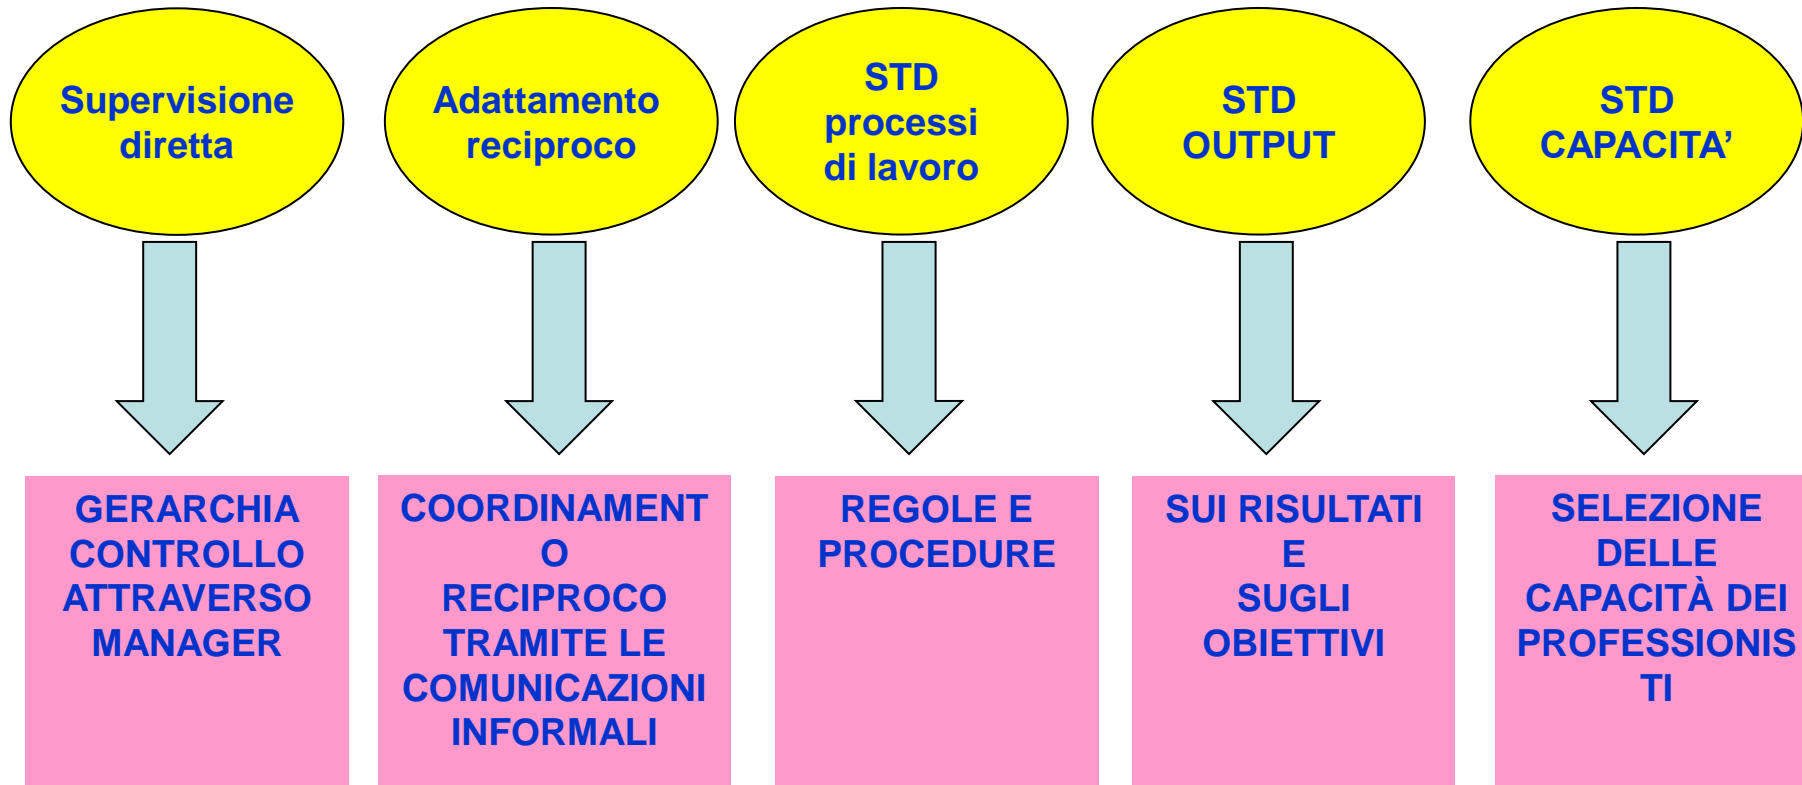 Supervisione
diretta
Adattamento
reciproco
STD
processi
di lavoro
STD
OUTPUT
STD
CAPACITA’
GERARCHIA
CONTROLLO
ATTRAVERSO
MANAGER
COORDINAMENT
O
RECIPROCO
TRAMITE LE
COMUNICAZIONI
INFORMALI
REGOLE E
PROCEDURE
SUI RISULTATI
E
SUGLI
OBIETTIVI
SELEZIONE
DELLE
CAPACITÀ DEI
PROFESSIONIS
TI